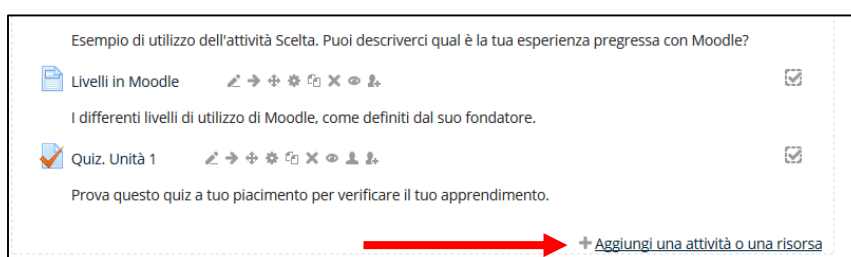 Esempio di utilizzo dell'attività Scelta. Puoi descriverci qual è la tua esperienza pregressa con Moodle?
Livelli in Moodle
I differenti livelli di utilizzo di Moodle, come definiti dal suo fondatore.
Quiz. Unità 1
Prova questo quiz a tuo piacimento per verificare il tuo apprendimento.
+ Aggiungi una attività o una risorsa